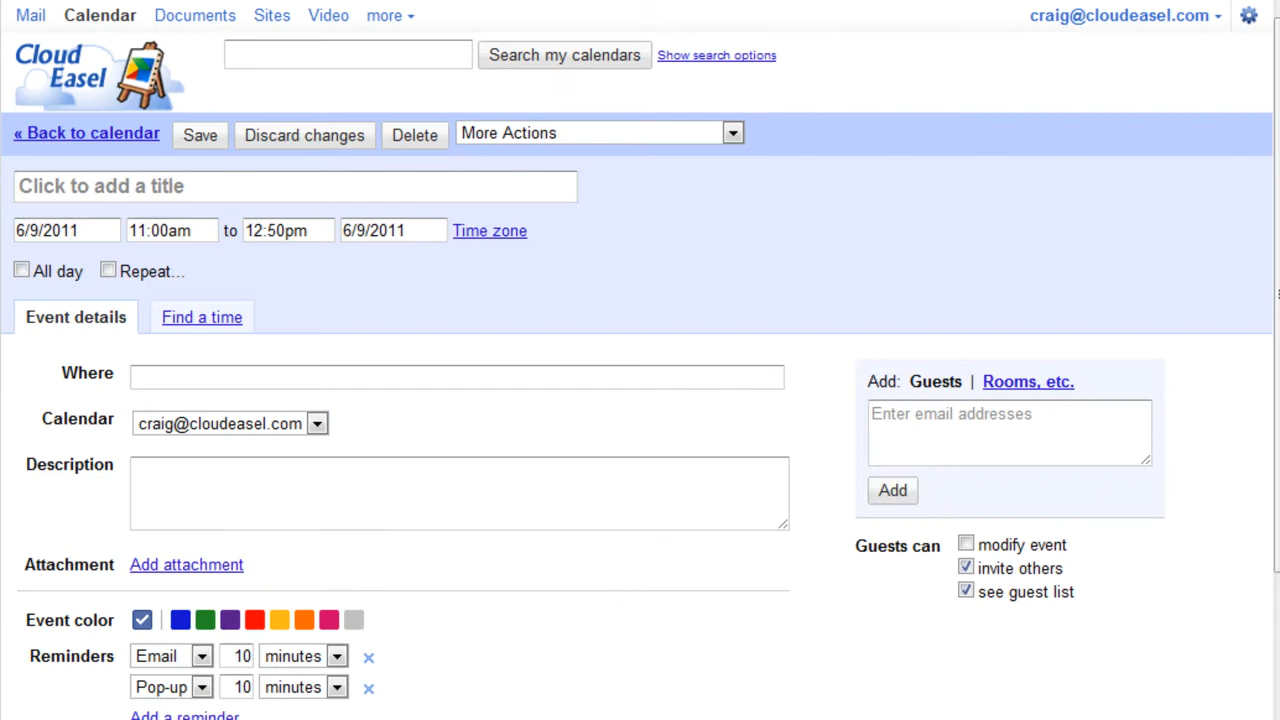 Mail Calendar Documents Sites Video more craig@cloudeasel.com
Cloud
Easel
Search my calendars Show search options
« Back to calendar Save Discard changes Delete More Actions
Click to add a title
6/9/2011 11:00am to 12:50pm 6/9/2011 Time zone
All day Repeat...
Event details Find a time
Where
Add: Guests | Rooms, etc.
Calendar craig@cloudeasel.com
Enter email addresses
Description
Add
Guests can modify event
invite others
see guest list
Attachment Add attachment
Event color
Reminders Email 10 minutes
Pop-up 10 minutes
Add a reminder